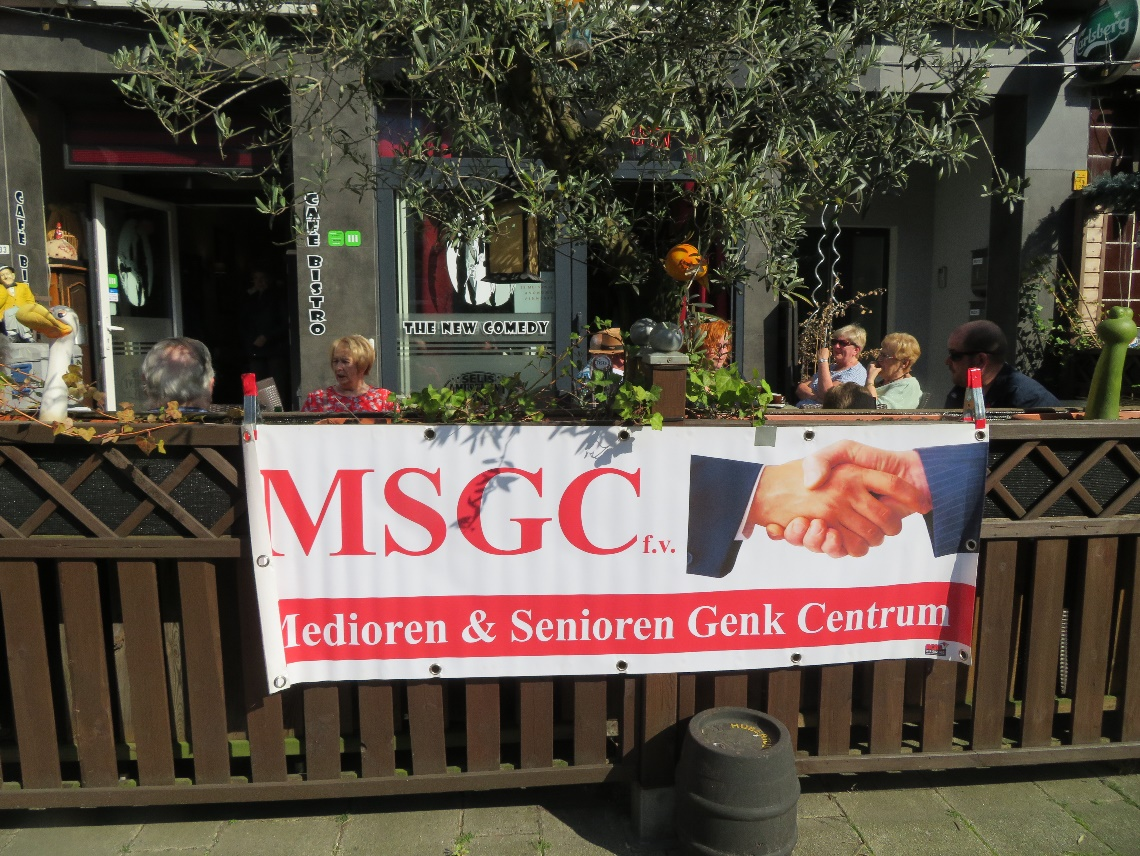 Carlsberg
CAFE BI
CAFE BISTRO
THE NEW COMEDY
MSGC f.v.
Medioren & Senioren Genk Centrum